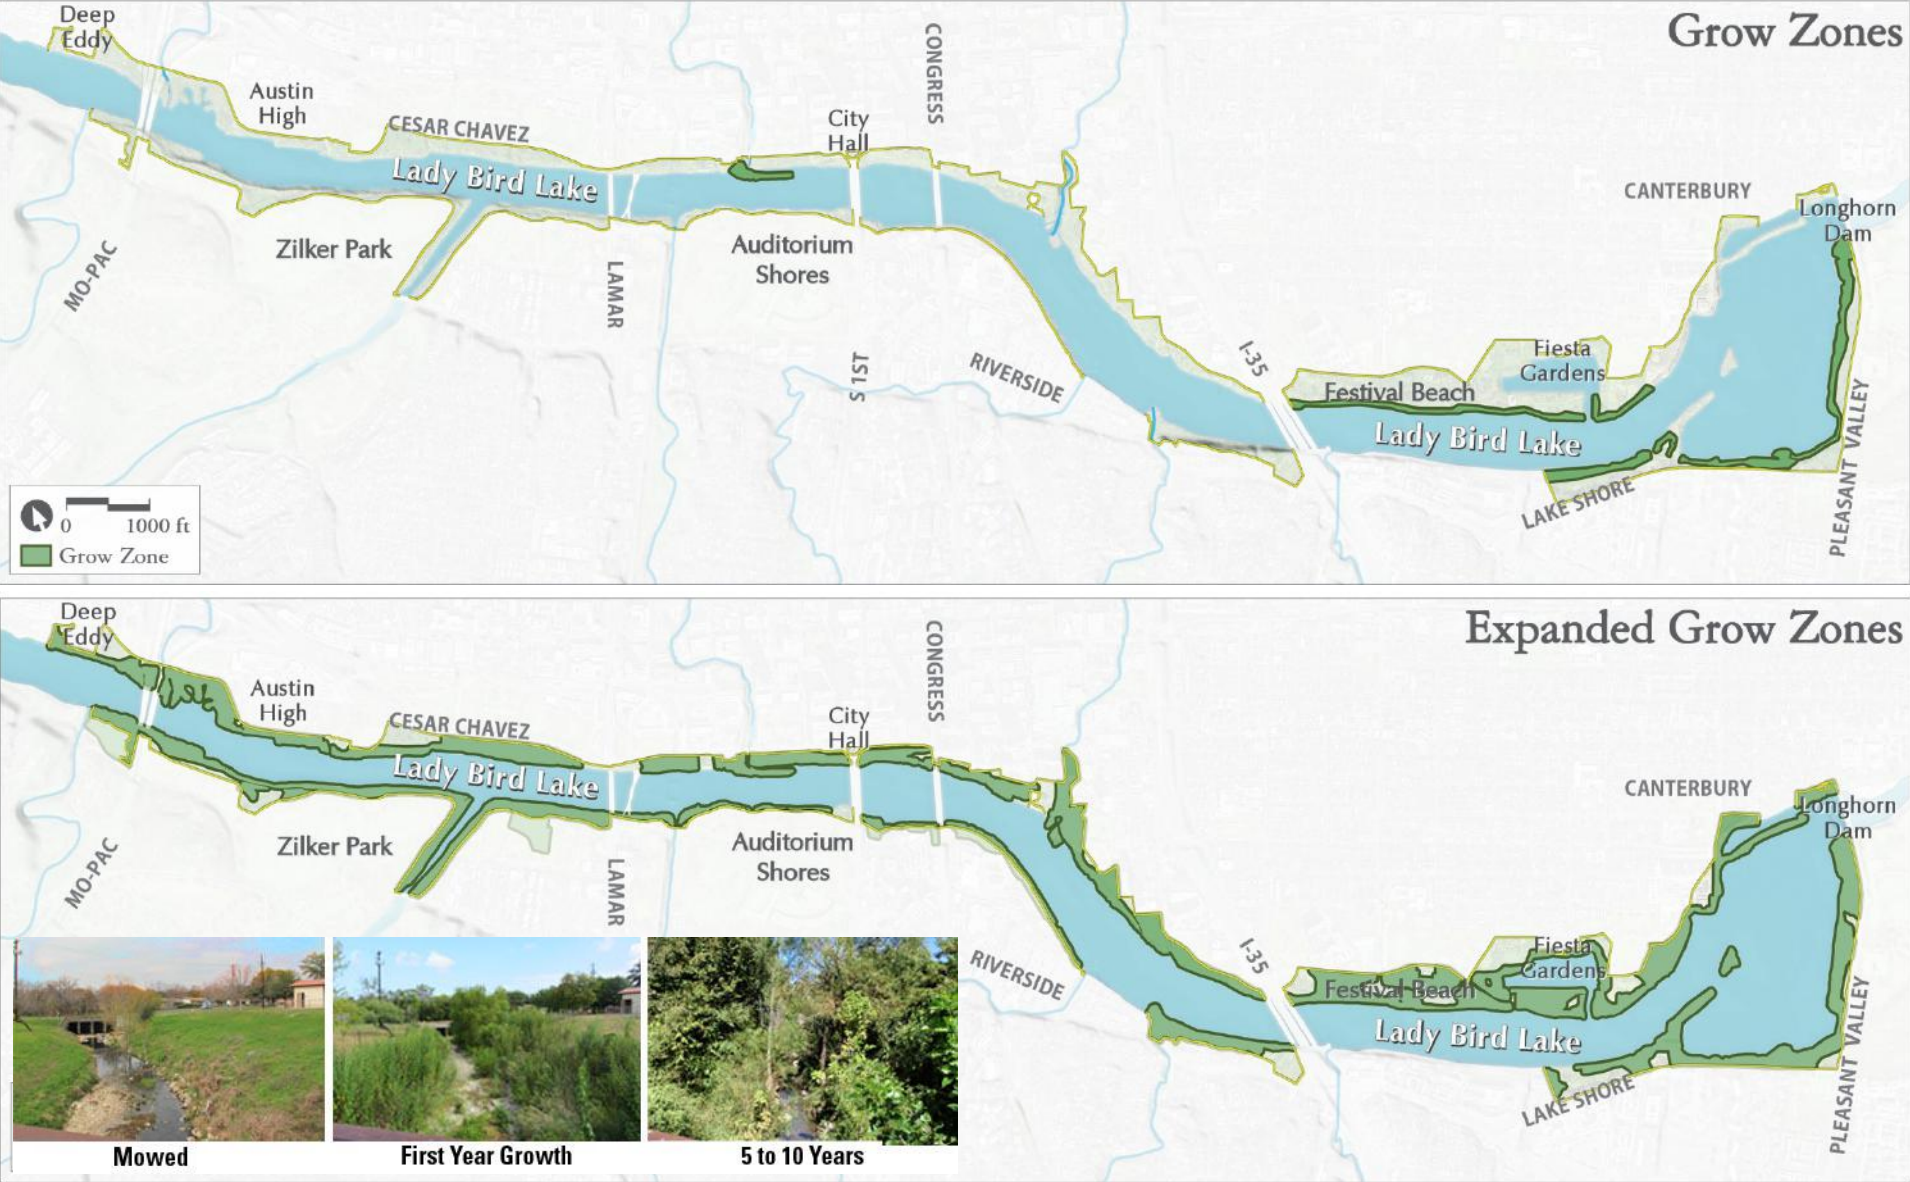 Grow Zones
Deep
Eddy
Austin
High
CESAR CHAVEZ
Lady Bird Lake
City
Hall
CONGRESS
CANTERBURY
Longhorn
Dam
Zilker Park
MO-PAC
LAMAR
Auditorium
Shores
S 1ST
RIVERSIDE
I-35
Fiesta
Gardens
Festival Beach
Lady Bird Lake
LAKE SHORE
PLEASANT VALLEY
0 1000 ft
Grow Zone
Expanded Grow Zones
Deep
Eddy
Austin
High
CESAR CHAVEZ
Lady Bird Lake
City
Hall
CONGRESS
CANTERBURY
Longhorn
Dam
Zilker Park
MO-PAC
LAMAR
Auditorium
Shores
RIVERSIDE
I-35
Fiesta
Gardens
Festival Beach
Lady Bird Lake
LAKE SHORE
PLEASANT VALLEY
Mowed
First Year Growth
5 to 10 Years